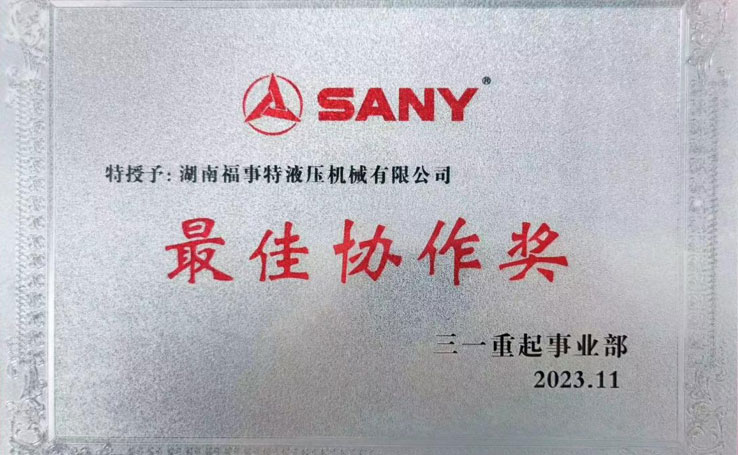 SANY®
特授予: 湖南福事特液压机械有限公司
最佳协作奖
三一重起事业部
2023.11